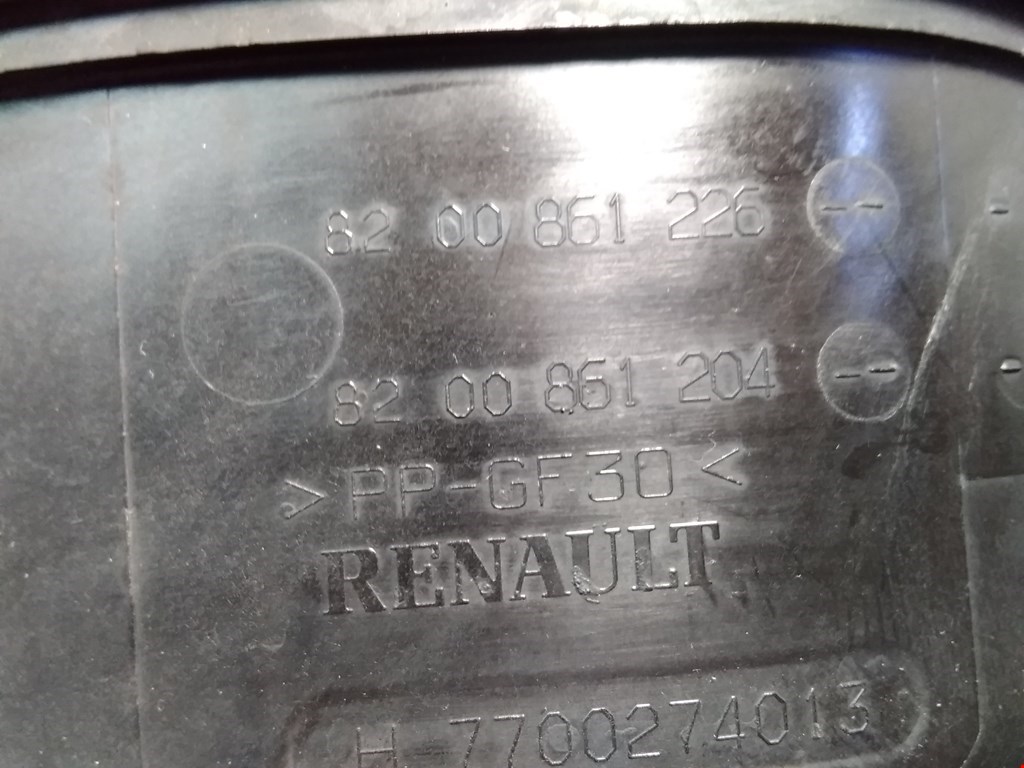 82 00 861 226 --
82 00 861 204 --
>PP-GF30<
RENAULT
H 7700274013